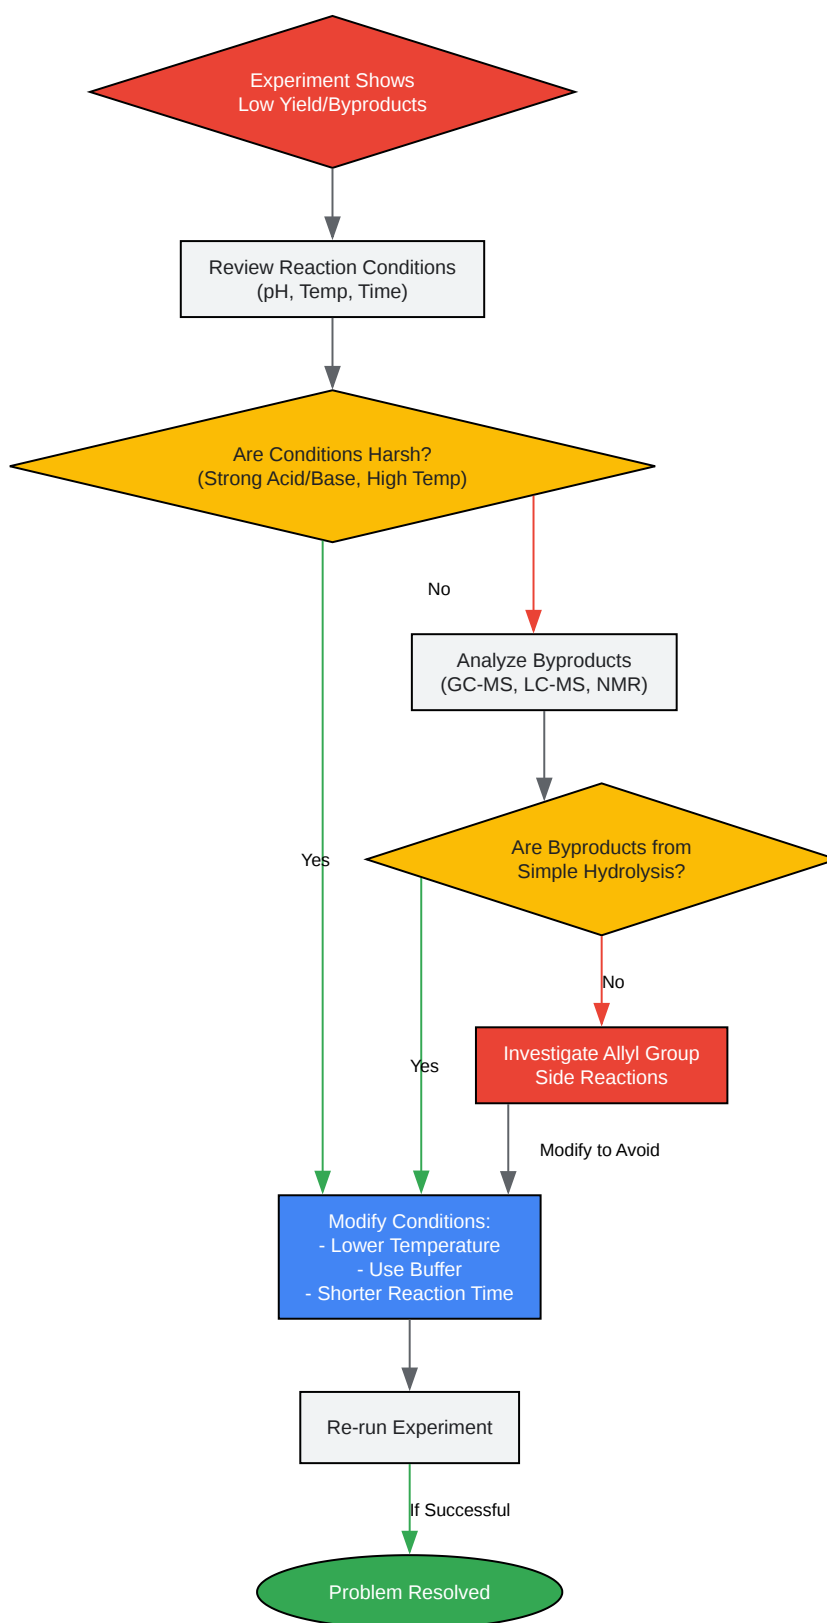 Experiment Shows
Low Yield/Byproducts
Review Reaction Conditions
(pH, Temp, Time)
Are Conditions Harsh?
(Strong Acid/Base, High Temp)
No
Analyze Byproducts
(GC-MS, LC-MS, NMR)
Are Byproducts from
Simple Hydrolysis?
Yes
No
Investigate Allyl Group
Side Reactions
Yes
Modify to Avoid
Modify Conditions:
- Lower Temperature
- Use Buffer
- Shorter Reaction Time
Re-run Experiment
If Successful
Problem Resolved